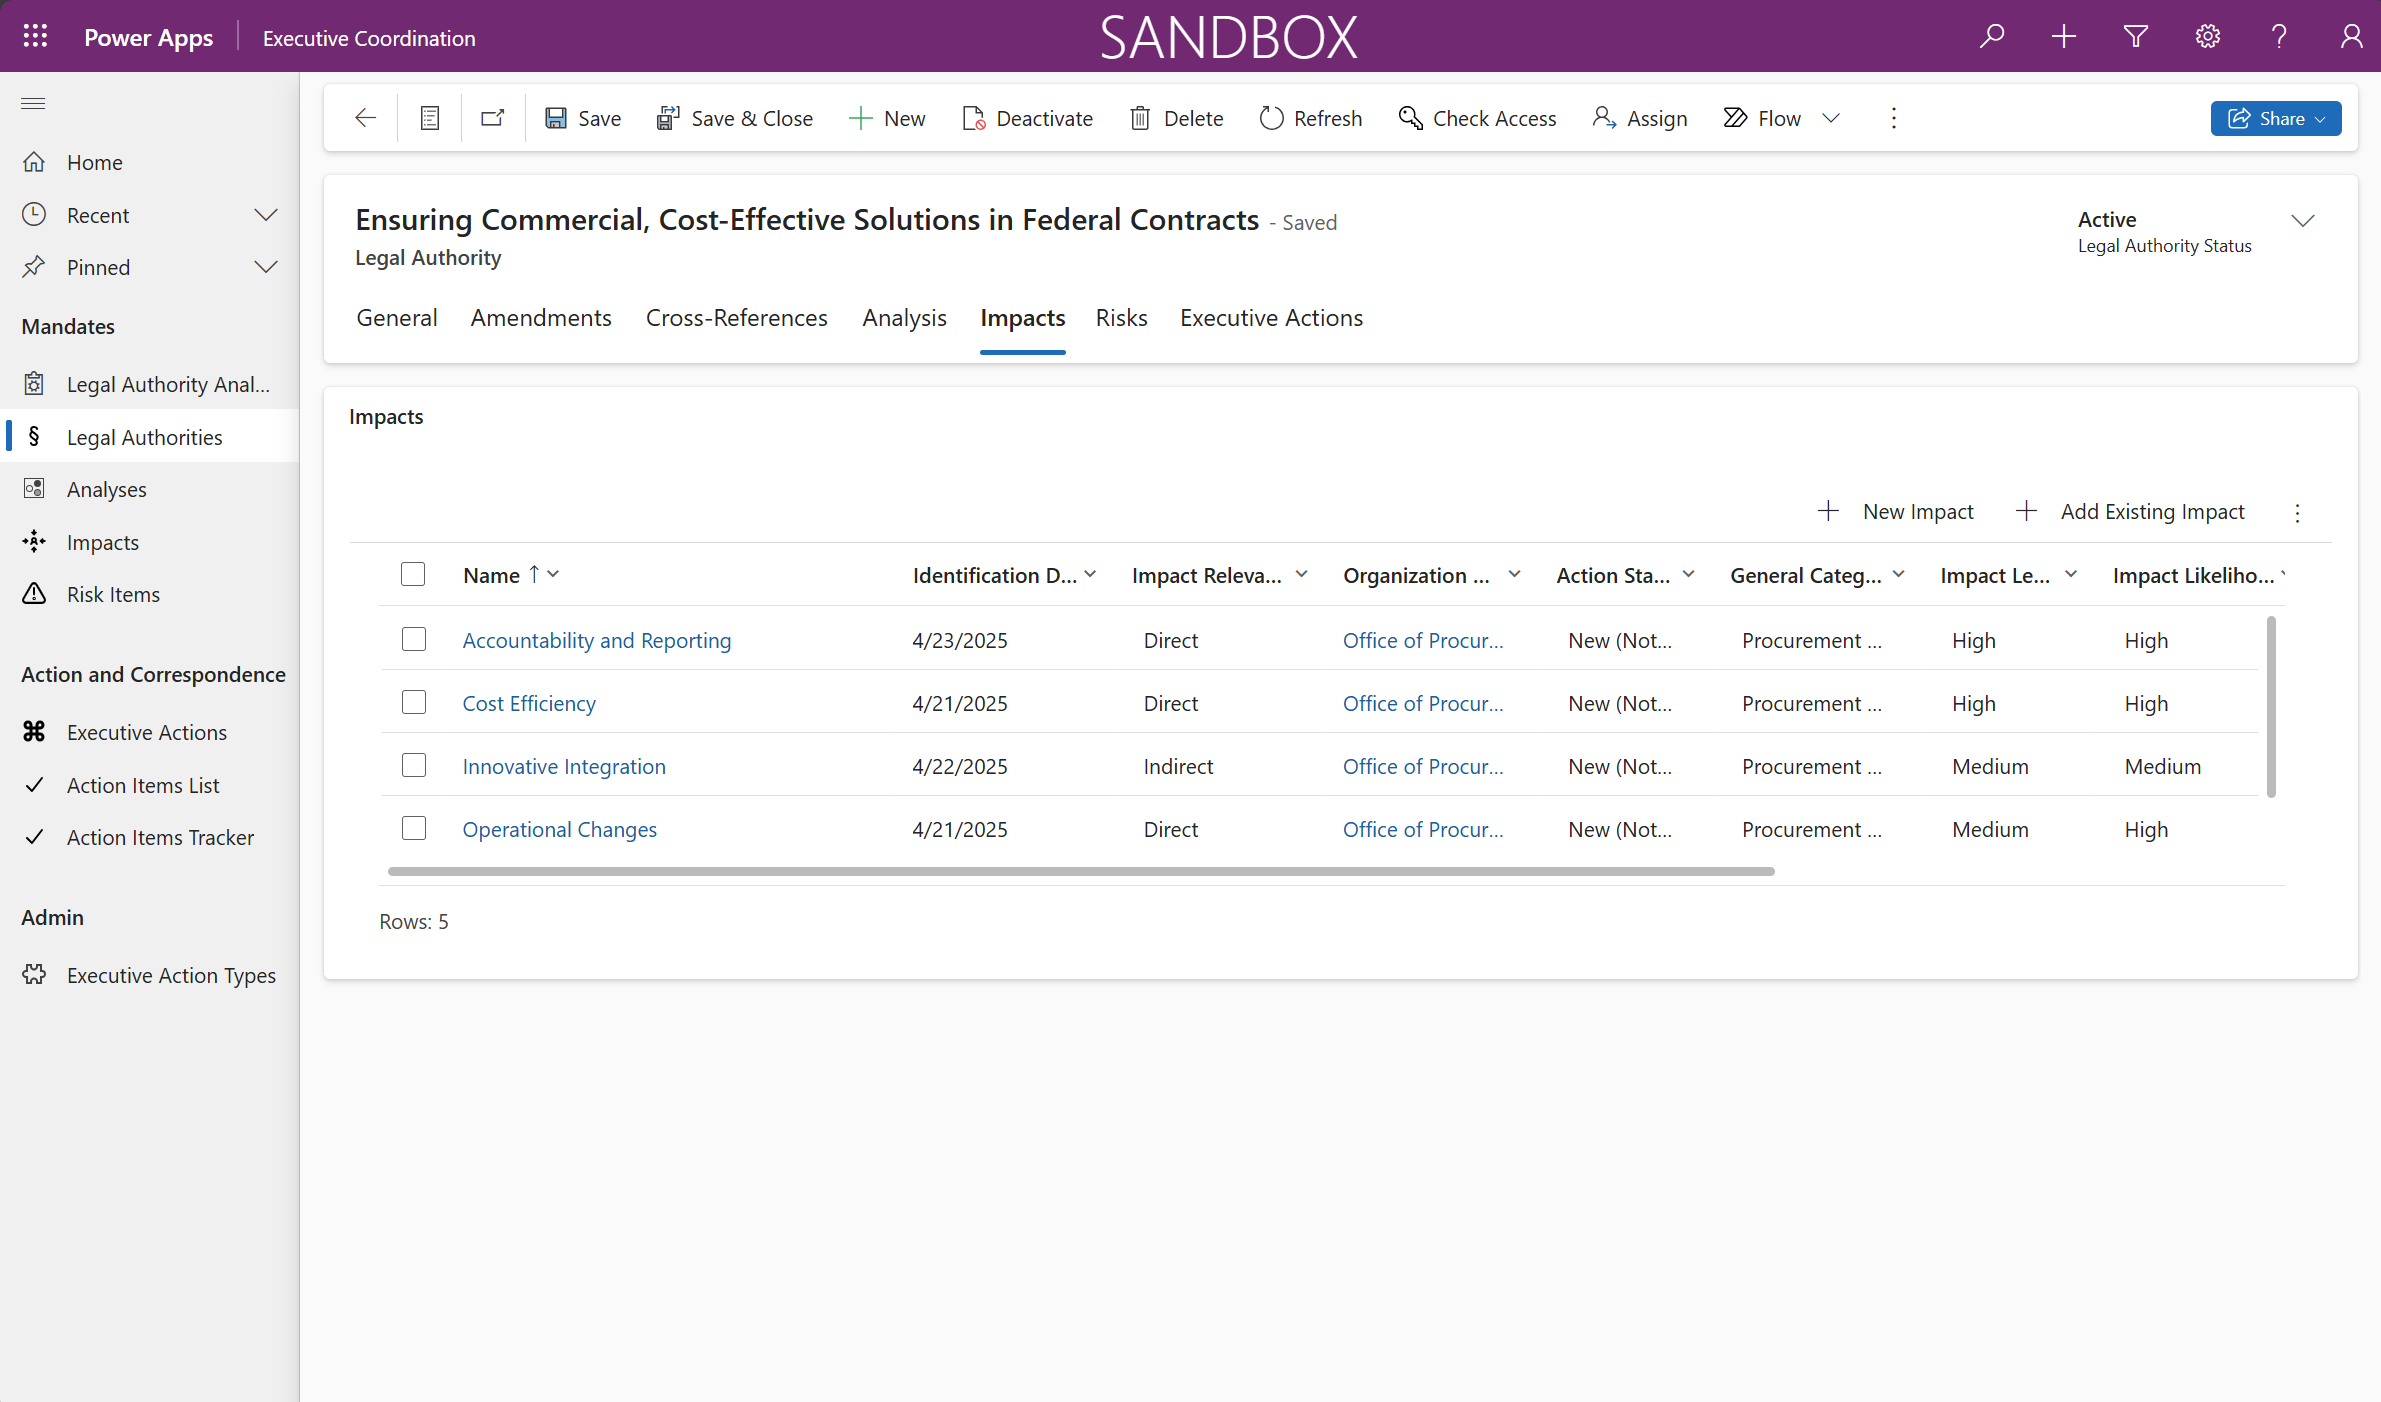 Power Apps
Executive Coordination
SANDBOX
Save
Save & Close
New
Deactivate
Delete
Refresh
Check Access
Assign
Flow
Share
Home
Recent
Pinned
Mandates
Legal Authority Anal...
Legal Authorities
Analyses
Impacts
Risk Items
Action and Correspondence
Executive Actions
Action Items List
Action Items Tracker
Admin
Executive Action Types
Ensuring Commercial, Cost-Effective Solutions in Federal Contracts - Saved
Legal Authority
Active
Legal Authority Status
General Amendments Cross-References Analysis Impacts Risks Executive Actions
Impacts
New Impact Add Existing Impact
Name ↑ Identification D... Impact Releva... Organization ... Action Sta... General Categ... Impact Le... Impact Likeliho...
Accountability and Reporting 4/23/2025 Direct Office of Procur... New (Not... Procurement ... High High
Cost Efficiency 4/21/2025 Direct Office of Procur... New (Not... Procurement ... High High
Innovative Integration 4/22/2025 Indirect Office of Procur... New (Not... Procurement ... Medium Medium
Operational Changes 4/21/2025 Direct Office of Procur... New (Not... Procurement ... Medium High
Rows: 5